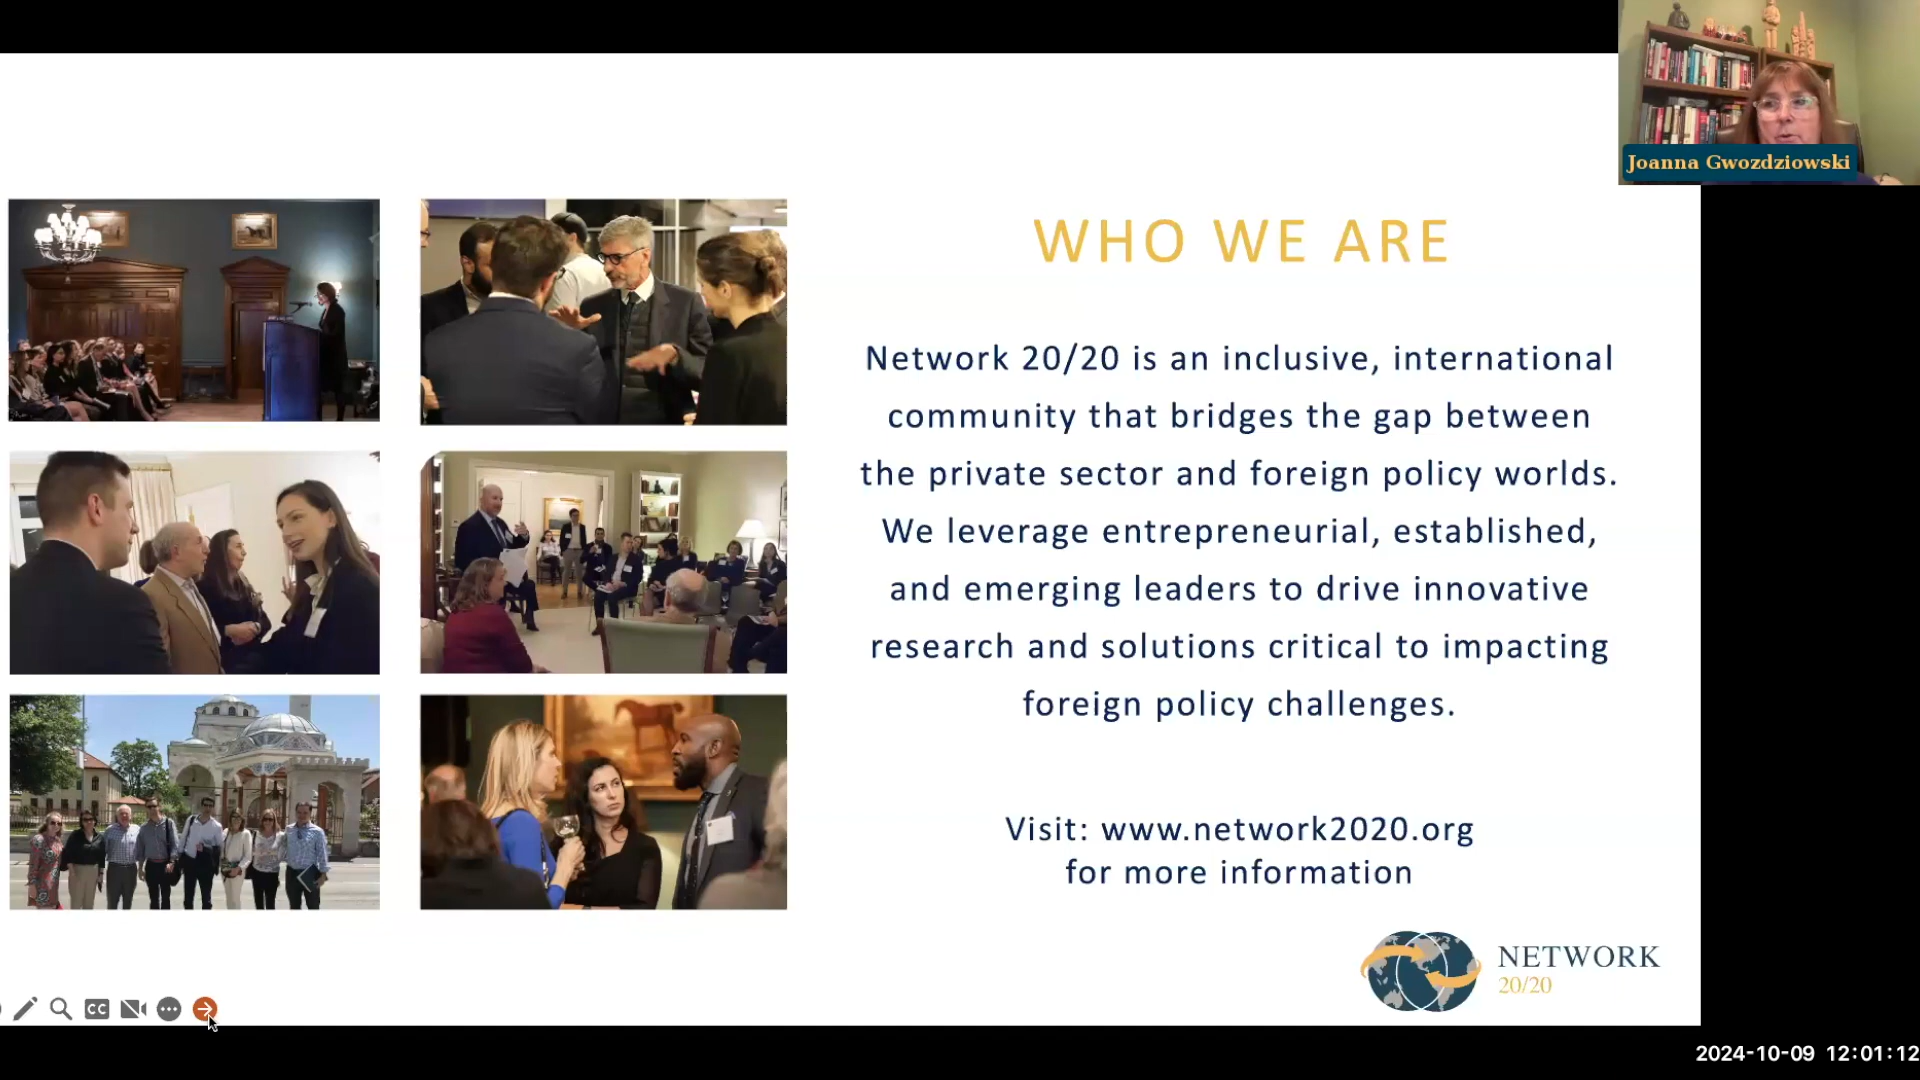 Joanna Gwozdziowski
WHO WE ARE
Network 20/20 is an inclusive, international
community that bridges the gap between
the private sector and foreign policy worlds.
We leverage entrepreneurial, established,
and emerging leaders to drive innovative
research and solutions critical to impacting
foreign policy challenges.
Visit: www.network2020.org
for more information
NETWORK
20/20
CC
2024-10-09 12:01:12